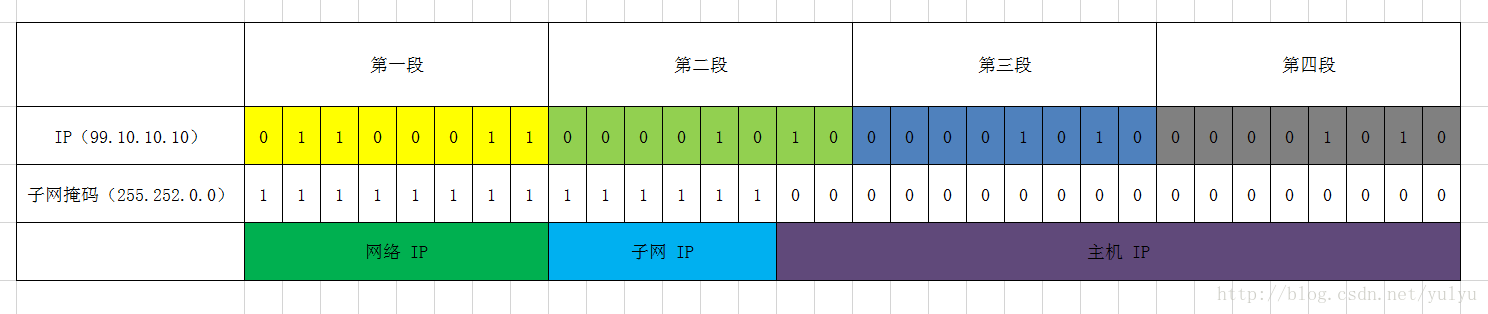 第一段 第二段 第三段 第四段
IP（99.10.10.10） 0 1 1 0 0 0 1 1 0 0 0 0 1 0 1 0 0 0 0 0 1 0 1 0 0 0 0 0 1 0 1 0
子网掩码（255.252.0.0） 1 1 1 1 1 1 1 1 1 1 1 1 1 1 0 0 0 0 0 0 0 0 0 0 0 0 0 0 0 0 0 0
网络 IP 子网 IP 主机 IP
http://blog.csdn.net/yulyu